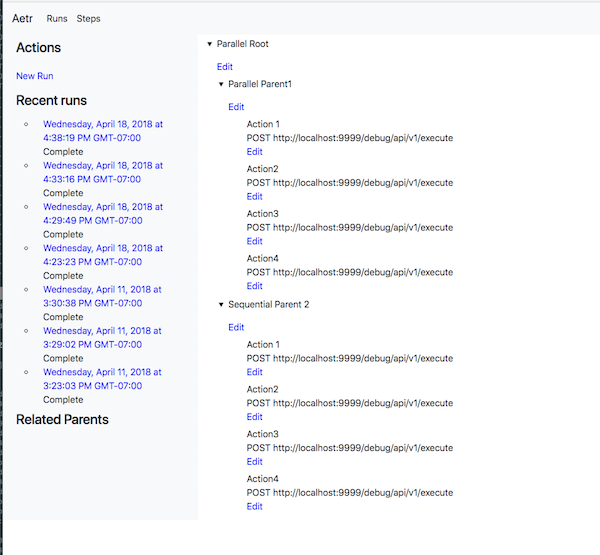 Aetr Runs Steps
Actions
New Run
Recent runs
Wednesday, April 18, 2018 at
4:38:19 PM GMT-07:00
Complete
Wednesday, April 18, 2018 at
4:33:16 PM GMT-07:00
Complete
Wednesday, April 18, 2018 at
4:29:49 PM GMT-07:00
Complete
Wednesday, April 18, 2018 at
4:23:23 PM GMT-07:00
Complete
Wednesday, April 11, 2018 at
3:30:38 PM GMT-07:00
Complete
Wednesday, April 11, 2018 at
3:29:02 PM GMT-07:00
Complete
Wednesday, April 11, 2018 at
3:23:03 PM GMT-07:00
Complete
Related Parents
Parallel Root
Edit
Parallel Parent1
Edit
Action 1
POST http://localhost:9999/debug/api/v1/execute
Edit
Action2
POST http://localhost:9999/debug/api/v1/execute
Edit
Action3
POST http://localhost:9999/debug/api/v1/execute
Edit
Action4
POST http://localhost:9999/debug/api/v1/execute
Edit
Sequential Parent 2
Edit
Action 1
POST http://localhost:9999/debug/api/v1/execute
Edit
Action2
POST http://localhost:9999/debug/api/v1/execute
Edit
Action3
POST http://localhost:9999/debug/api/v1/execute
Edit
Action4
POST http://localhost:9999/debug/api/v1/execute
Edit